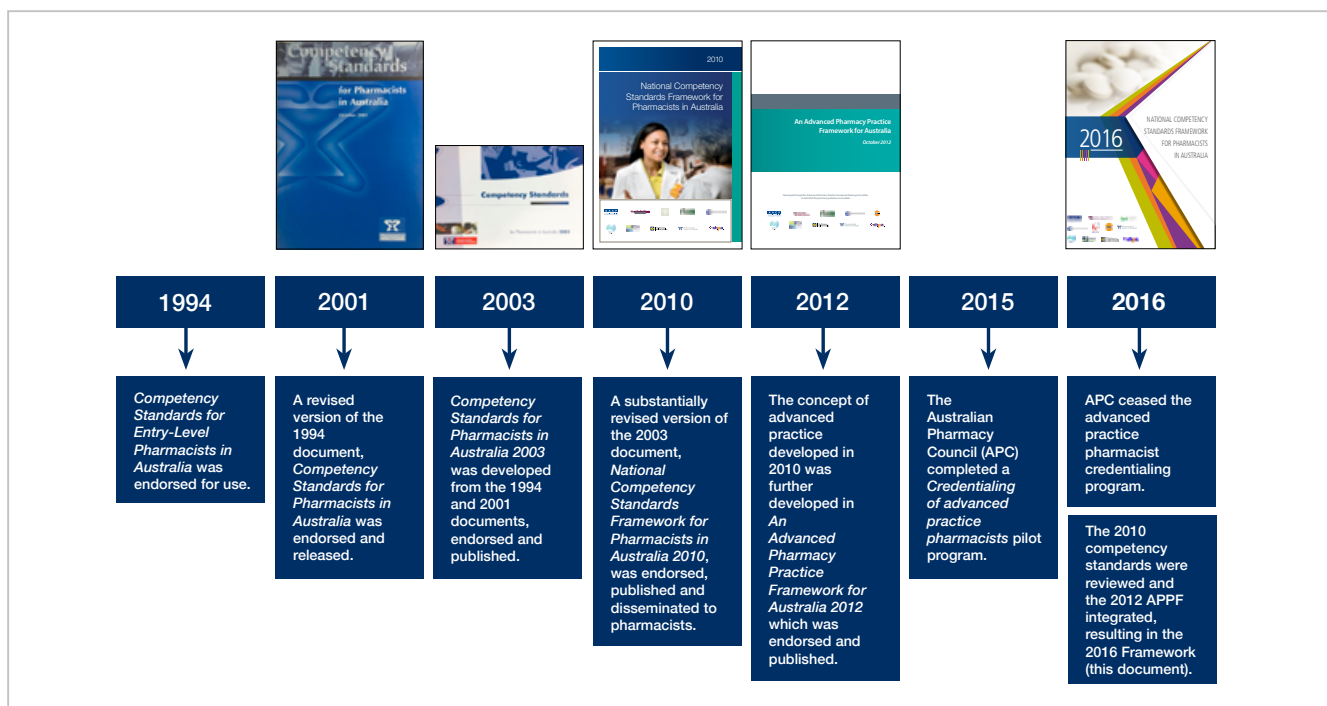 Competency
Standards
for Pharmacists
in Australia
October 2001
Competency Standards
for Pharmacists in Australia 2003
2010
National Competency
Standards Framework for
Pharmacists in Australia
An Advanced Pharmacy Practice
Framework for Australia
October 2012
2016
NATIONAL COMPETENCY
STANDARDS FRAMEWORK
FOR PHARMACISTS
IN AUSTRALIA
1994
2001
2003
2010
2012
2015
2016
Competency
Standards for
Entry-Level
Pharmacists in
Australia was
endorsed for use.
A revised
version of the
1994
document,
Competency
Standards for
Pharmacists in
Australia was
endorsed and
released.
Competency
Standards for
Pharmacists in
Australia 2003
was developed
from the 1994
and 2001
documents,
endorsed and
published.
A substantially
revised version of
the 2003
document,
National
Competency
Standards
Framework for
Pharmacists in
Australia 2010,
was endorsed,
published and
disseminated to
pharmacists.
The concept of
advanced
practice
developed in
2010 was
further
developed in
An
Advanced
Pharmacy
Practice
Framework for
Australia 2012
which was
endorsed and
published.
The
Australian
Pharmacy
Council (APC)
completed a
Credentialing
of advanced
practice
pharmacists pilot
program.
APC ceased the
advanced
practice
pharmacist
credentialing
program.
The 2010
competency
standards were
reviewed and
the 2012 APPF
integrated,
resulting in the
2016 Framework
(this document).